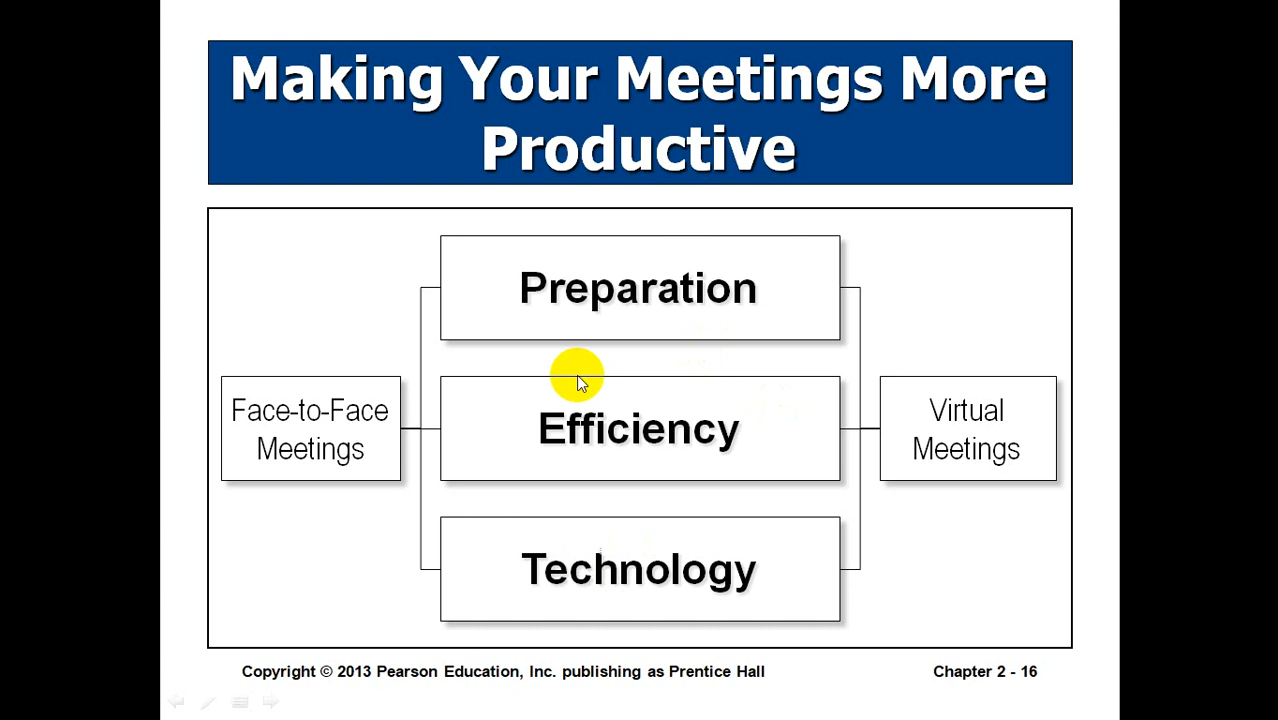 Making Your Meetings More
Productive
Preparation
Face-to-Face
Meetings
Efficiency
Virtual
Meetings
Technology
Copyright © 2013 Pearson Education, Inc. publishing as Prentice Hall
Chapter 2 - 16